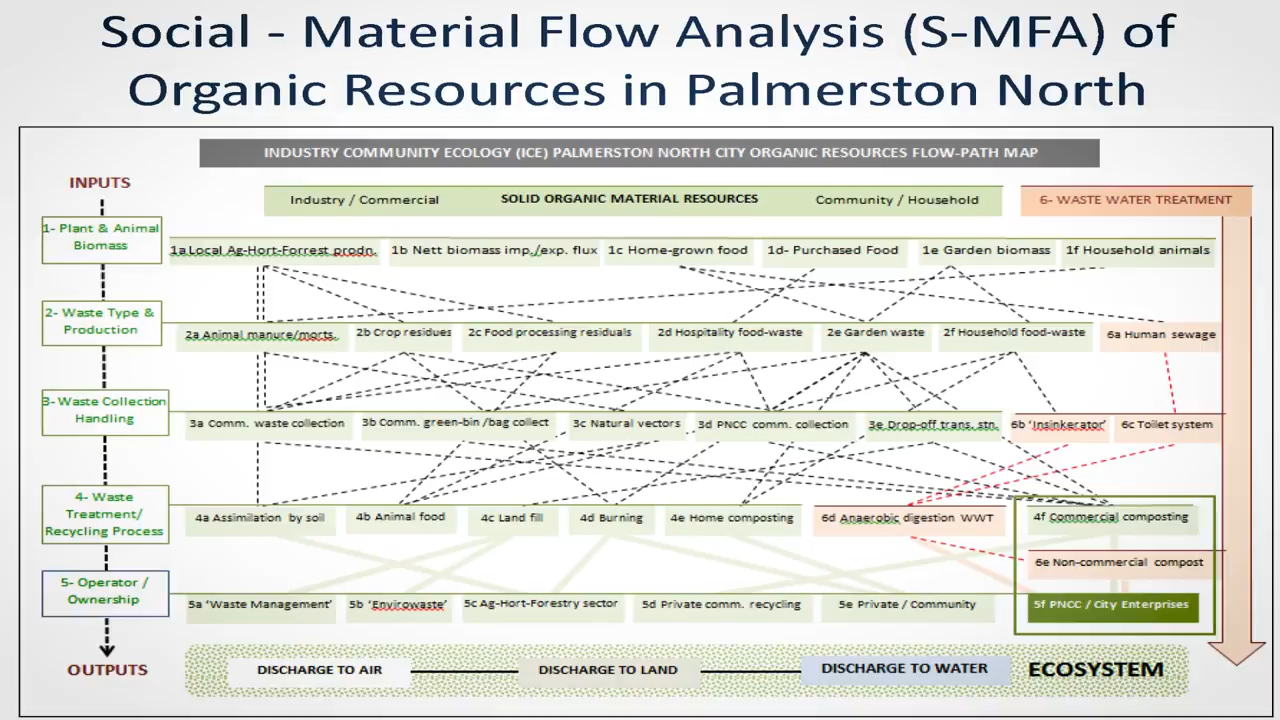 Social - Material Flow Analysis (S-MFA) of
Organic Resources in Palmerston North
INDUSTRY COMMUNITY ECOLOGY (ICE) PALMERSTON NORTH CITY ORGANIC RESOURCES FLOW-PATH MAP
INPUTS
Industry / Commercial SOLID ORGANIC MATERIAL RESOURCES Community / Household 6- WASTE WATER TREATMENT
1- Plant & Animal
Biomass
1a Local Ag-Hort-Forrest prodn. 1b Nett biomass imp./exp. flux 1c Home-grown food 1d- Purchased Food 1e Garden biomass 1f Household animals
2- Waste Type &
Production
2a Animal manure/morts. 2b Crop residues 2c Food processing residuals 2d Hospitality food-waste 2e Garden waste 2f Household food-waste 6a Human sewage
3- Waste Collection
Handling
3a Comm. waste collection 3b Comm. green-bin /bag collect 3c Natural vectors 3d PNCC comm. collection 3e Drop-off trans. stn. 6b 'Insinkerator' 6c Toilet system
4- Waste
Treatment/
Recycling Process
4a Assimilation by soil 4b Animal food 4c Land fill 4d Burning 4e Home composting 6d Anaerobic digestion WWT 4f Commercial composting
6e Non-commercial compost
5- Operator /
Ownership
5a 'Waste Management' 5b 'Envirowaste' 5c Ag-Hort-Forestry sector 5d Private comm. recycling 5e Private / Community 5f PNCC / City Enterprises
OUTPUTS
DISCHARGE TO AIR DISCHARGE TO LAND DISCHARGE TO WATER ECOSYSTEM